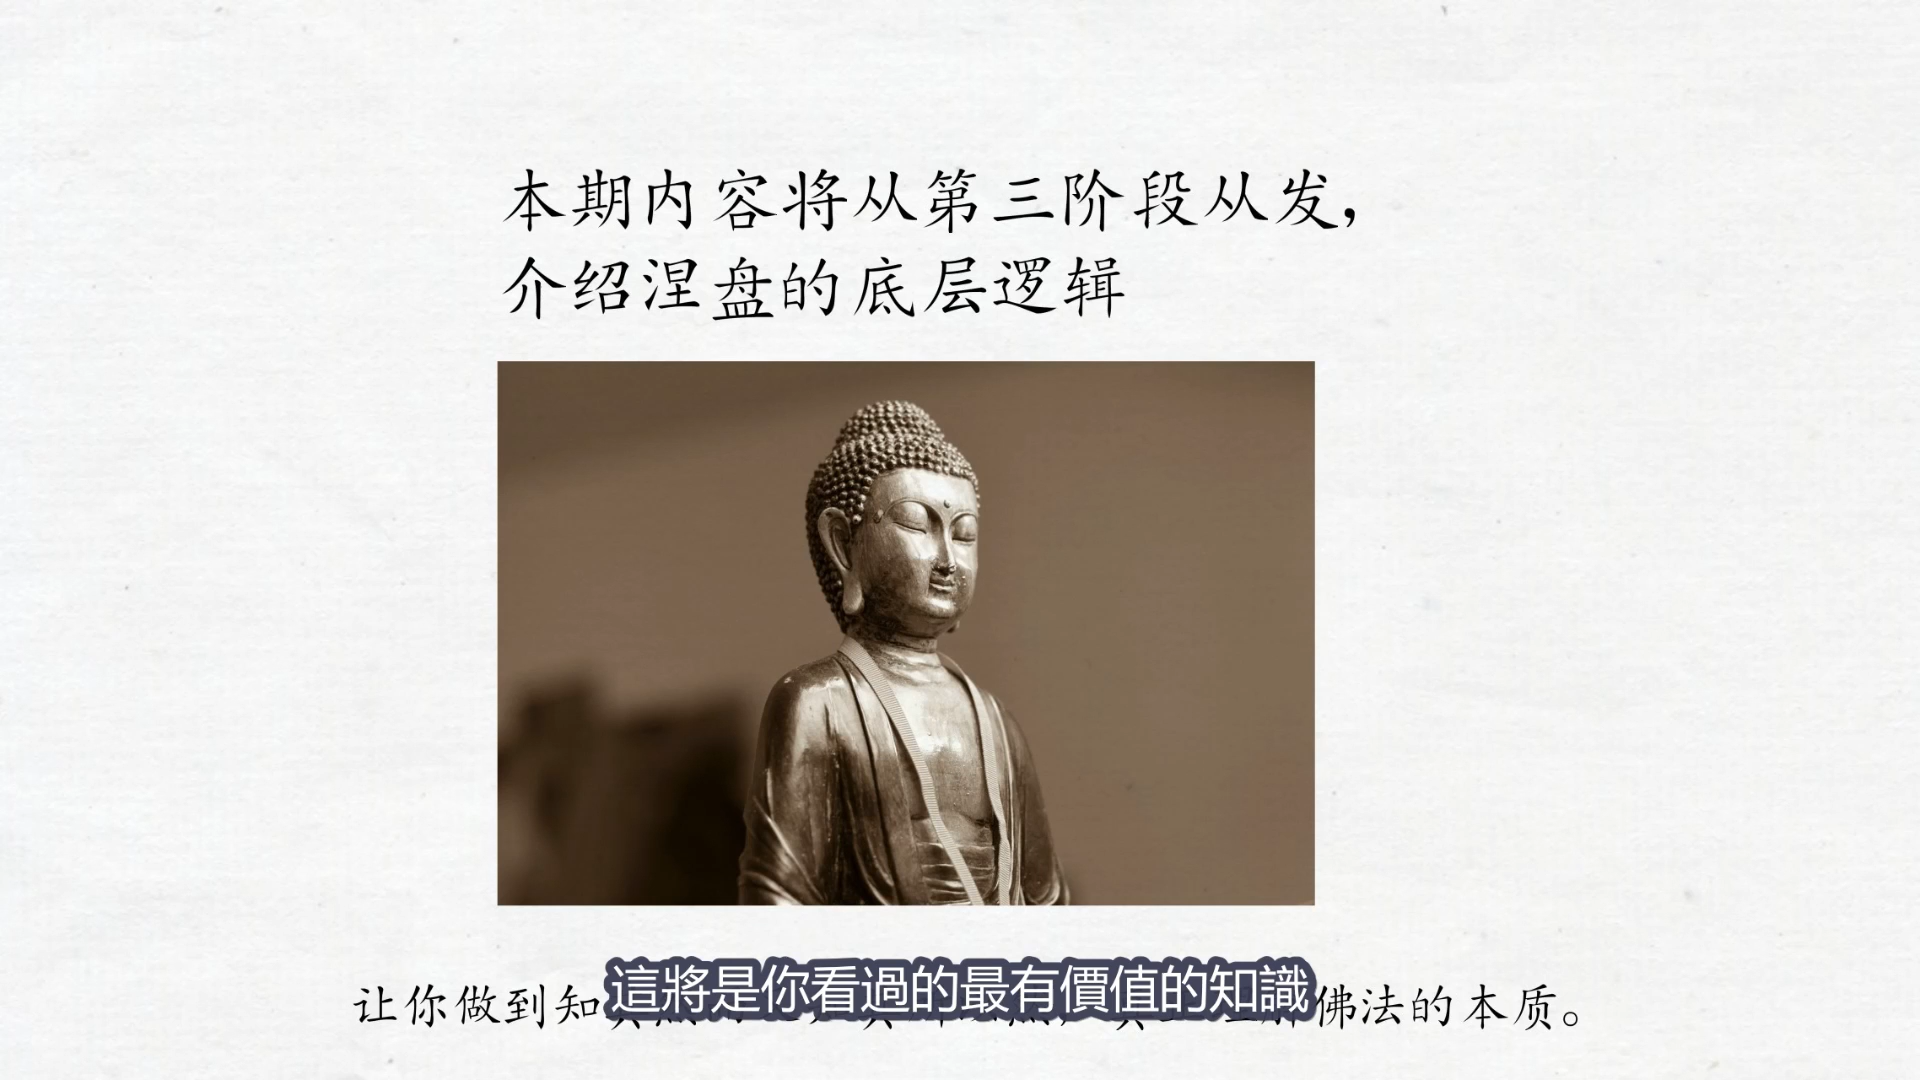 本期内容将从第三阶段从发，
介绍涅盘的底层逻辑
這將是你看過的最有價值的知識
让你做到知 佛法的本质。